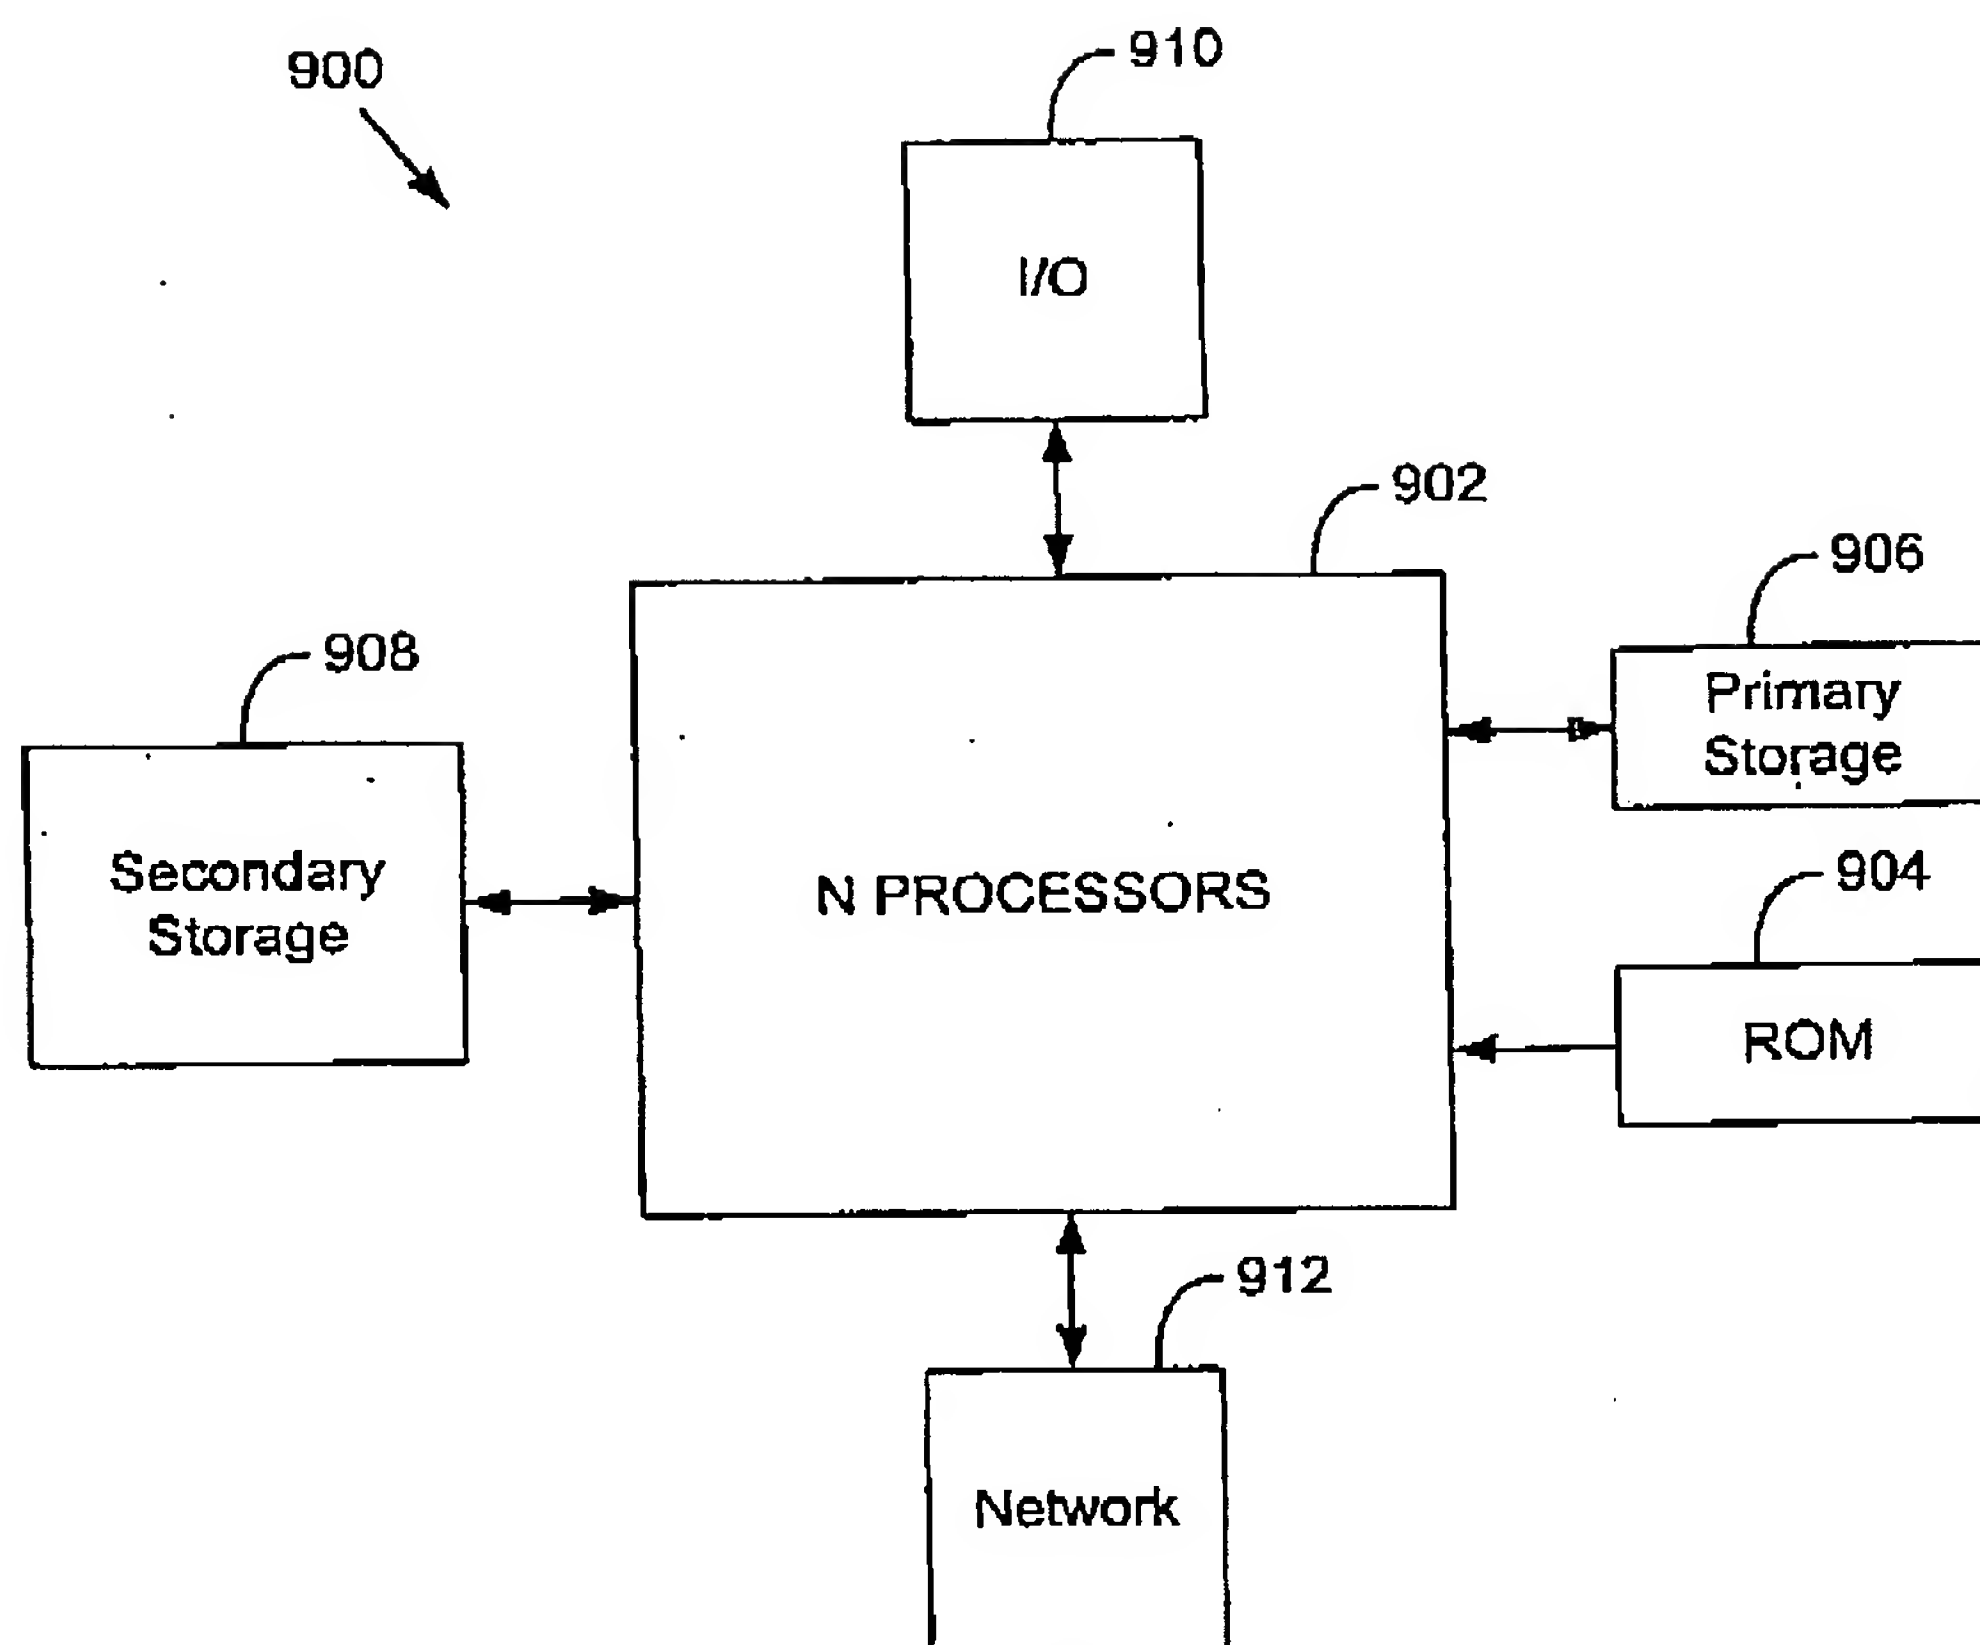 900
910
I/O
902
906
Primary
Storage
908
Secondary
Storage
N PROCESSORS
904
ROM
912
Network